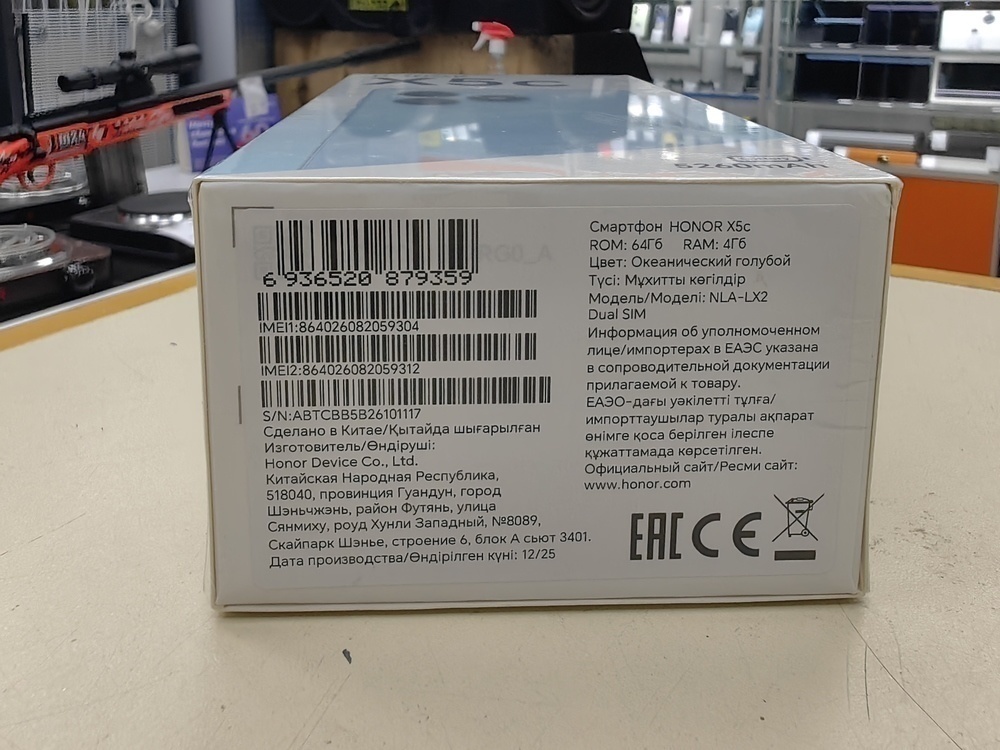 X5c
5260mAh
6 936520 879359
IMEI1:864026082059304
IMEI2:864026082059312
S/N:ABTCBB5B26101117
Сделано в Китае/Қытайда шығарылған
Изготовитель/Өндіруші:
Honor Device Co., Ltd.
Китайская Народная Республика,
518040, провинция Гуандун, город
Шэньчжэнь, район Футянь, улица
Сянмиху, роуд Хунли Западный, №8089,
Скайпарк Шэнье, строение 6, блок А сьют 3401.
Дата производства/Өндірілген күні: 12/25
Смартфон HONOR X5c
ROM: 64Гб RAM: 4Гб
Цвет: Океанический голубой
Түсі: Мұхитты көгілдір
Модель/Моделі: NLA-LX2
Dual SIM
Информация об уполномоченном
лице/импортерах в ЕАЭС указана
в сопроводительной документации
прилагаемой к товару.
ЕАЭО-дағы уәкілетті тұлға/
импорттаушылар туралы ақпарат
өнімге қоса берілген ілеспе
құжаттамада көрсетілген.
Официальный сайт/Ресми сайт:
www.honor.com
EAC CE